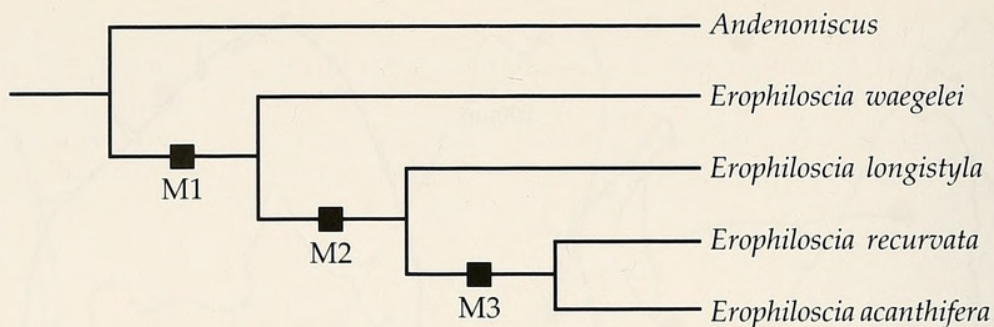 Andenoniscus
Erophiloscia waegelei
M1
Erophiloscia longistyla
M2
Erophiloscia recurvata
M3
Erophiloscia acanthifera